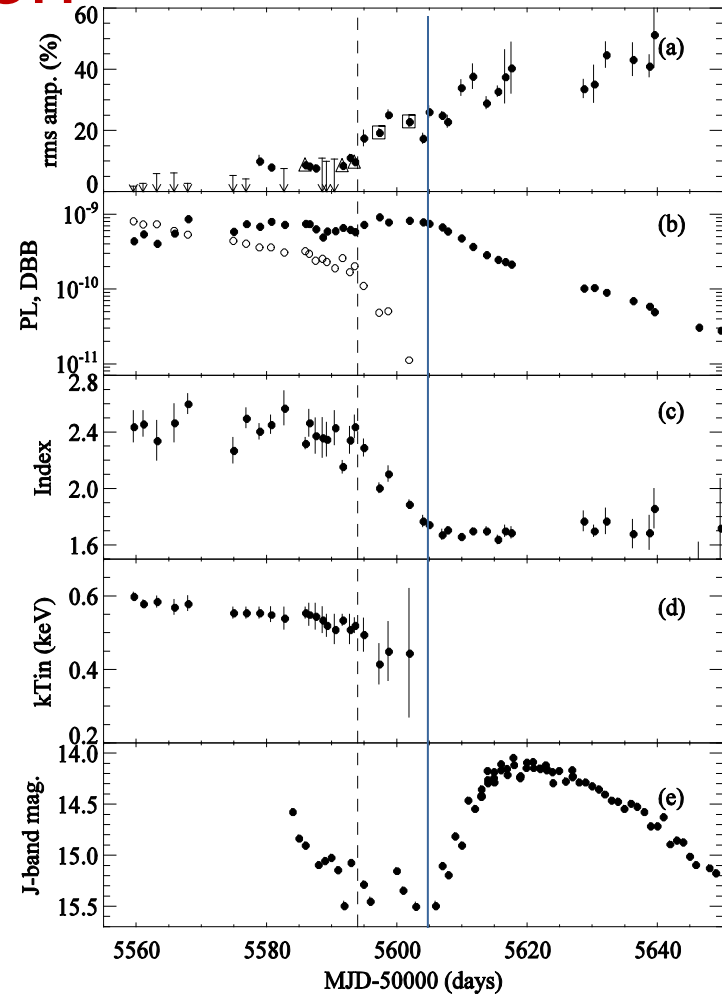 60
40
20
0
rms amp. (%)
(a)
10-9
10-10
10-11
PL, DBB
(b)
2.8
2.4
2.0
1.6
Index
(c)
0.6
0.4
0.2
kTin (keV)
(d)
14.0
14.5
15.0
15.5
J-band mag.
(e)
5560 5580 5600 5620 5640
MJD-50000 (days)